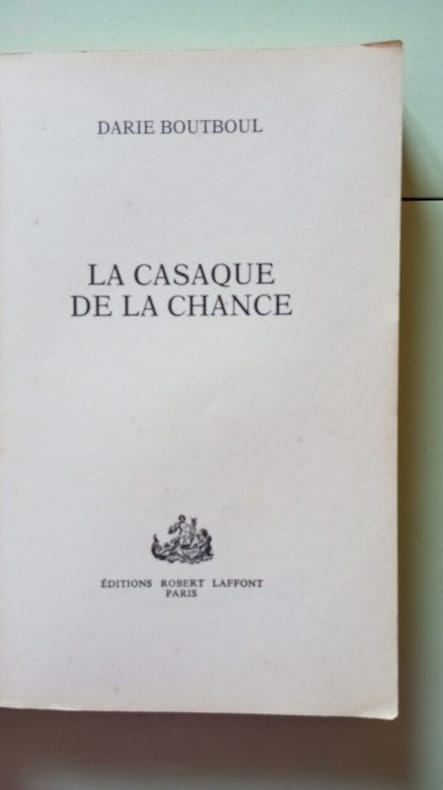 DARIE BOUTBOUL
LA CASAQUE
DE LA CHANCE
ÉDITIONS ROBERT LAFFONT
PARIS